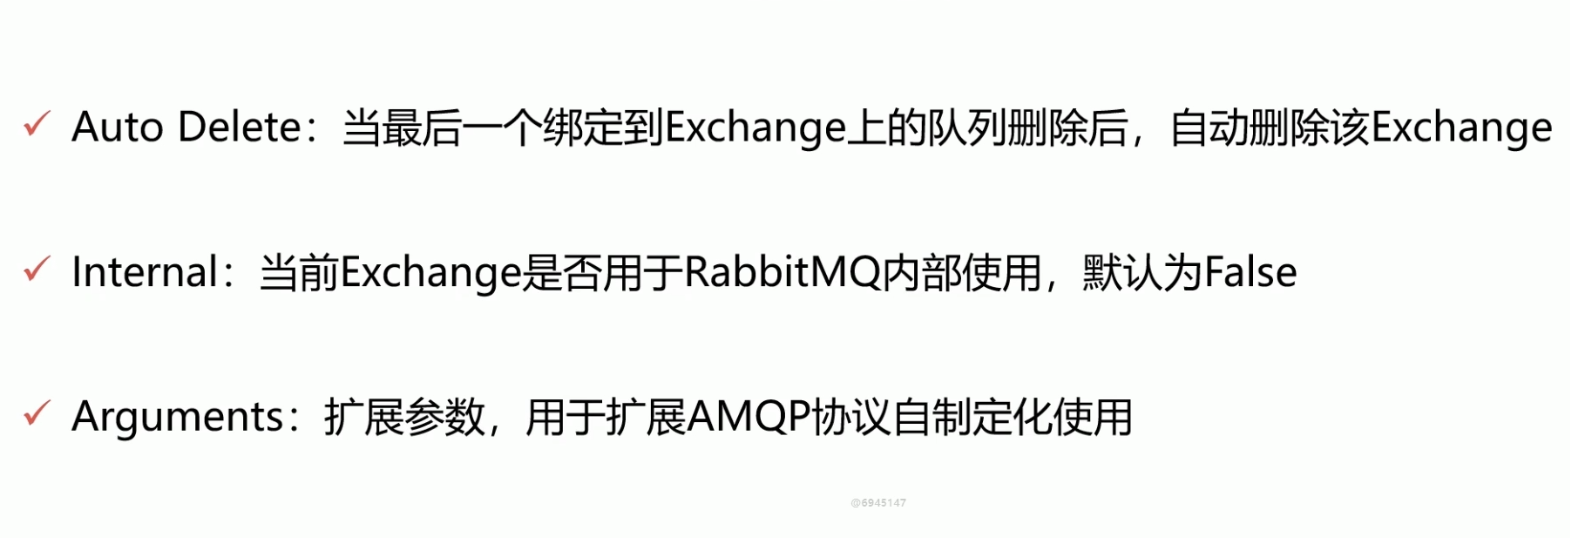 ✓ Auto Delete：当最后一个绑定到Exchange上的队列删除后，自动删除该Exchange
✓ Internal：当前Exchange是否用于RabbitMQ内部使用，默认为False
✓ Arguments：扩展参数，用于扩展AMQP协议自制定化使用
@6945147